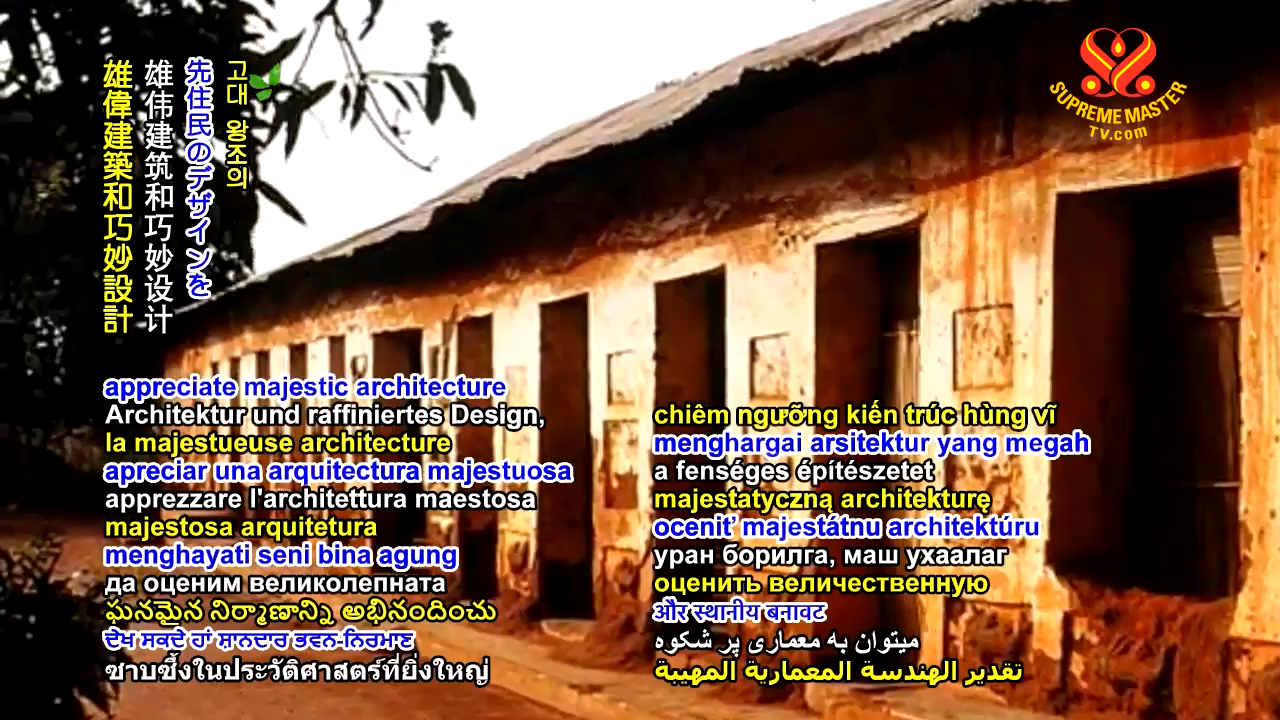 雄偉建築和巧妙設計
雄伟建筑和巧妙设计
先住民のデザインを
고대 왕조의
SUPREME MASTER
TV.com
appreciate majestic architecture
Architektur und raffiniertes Design,
la majestueuse architecture
apreciar una arquitectura majestuosa
apprezzare l'architettura maestosa
majestosa arquitetura
menghayati seni bina agung
да оценим великолепната
ఘనమైన నిర్మాణాన్ని అభినందించు
ਦੇਖ ਸਕਦੇ ਹਾਂ ਸ਼ਾਨਦਾਰ ਭਵਨ-ਨਿਰਮਾਣ
ซาบซึ้งในประวัติศาสตร์ที่ยิ่งใหญ่
chiêm ngưỡng kiến trúc hùng vĩ
menghargai arsitektur yang megah
a fenséges építészetet
majestatyczną architekturę
oceniť majestátnu architektúru
уран борилга, маш ухаалаг
оценить величественную
और स्थानीय बनावट
میتوان به معماری پر شکوه
تقدير الهندسة المعمارية المهيبة